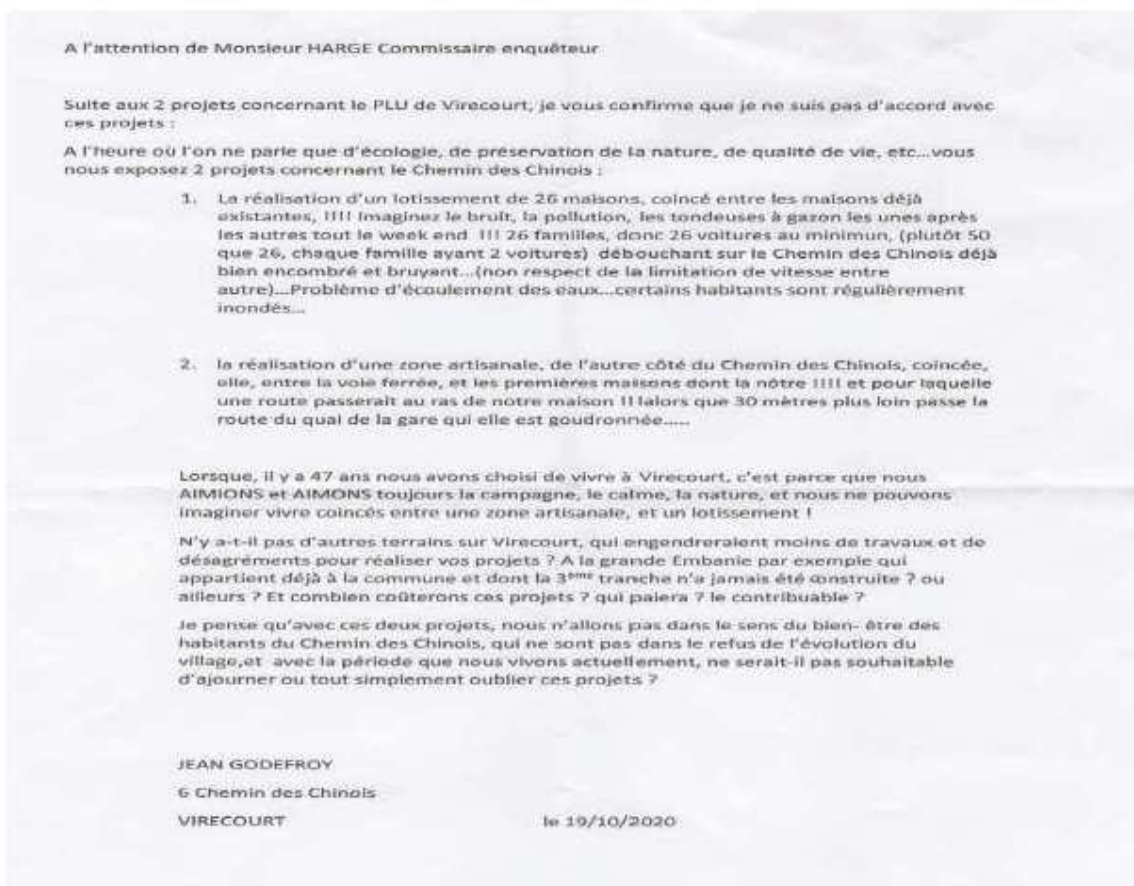 A l'attention de Monsieur HARGE Commissaire enquêteur
Suite aux 2 projets concernant le PLU de Virecourt, je vous confirme que je ne suis pas d'accord avec
ces projets :
A l'heure où l'on ne parle que d'écologie, de préservation de la nature, de qualité de vie, etc...vous
nous exposez 2 projets concernant le Chemin des Chinois :
1. La réalisation d'un lotissement de 26 maisons, coincé entre les maisons déjà
existantes, !!!! Imaginez le bruit, la pollution, les tondeuses à gazon les unes après
les autres tout le week end !!! 26 familles, donc 26 voitures au minimun, (plutôt 50
que 26, chaque famille ayant 2 voitures) débouchant sur le Chemin des Chinois déjà
bien encombré et bruyant...(non respect de la limitation de vitesse entre
autre)...Problème d'écoulement des eaux...certains habitants sont régulièrement
inondés...
2. la réalisation d'une zone artisanale, de l'autre côté du Chemin des Chinois, coincée,
elle, entre la voie ferrée, et les premières maisons dont la nôtre !!!! et pour laquelle
une route passerait au ras de notre maison !! lalors que 30 mètres plus loin passe la
route du quai de la gare qui elle est goudronnée.....
Lorsque, il y a 47 ans nous avons choisi de vivre à Virecourt, c'est parce que nous
AIMIONS et AIMONS toujours la campagne, le calme, la nature, et nous ne pouvons
imaginer vivre coincés entre une zone artisanale, et un lotissement !
N'y a-t-il pas d'autres terrains sur Virecourt, qui engendreraient moins de travaux et de
désagréments pour réaliser vos projets ? A la grande Embanie par exemple qui
appartient déjà à la commune et dont la 3ème tranche n'a jamais été construite ? ou
ailleurs ? Et combien coûterons ces projets ? qui paiera ? le contribuable ?
Je pense qu'avec ces deux projets, nous n'allons pas dans le sens du bien- être des
habitants du Chemin des Chinois, qui ne sont pas dans le refus de l'évolution du
village,et avec la période que nous vivons actuellement, ne serait-il pas souhaitable
d'ajourner ou tout simplement oublier ces projets ?
JEAN GODEFROY
6 Chemin des Chinois
VIRECOURT le 19/10/2020